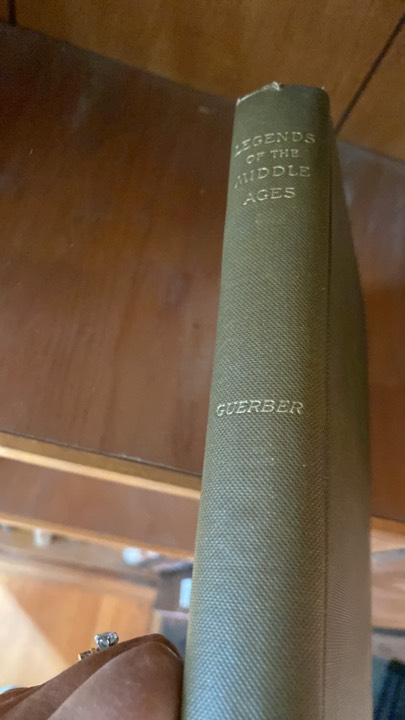 LEGENDS
OF THE
MIDDLE
AGES
GUERBER